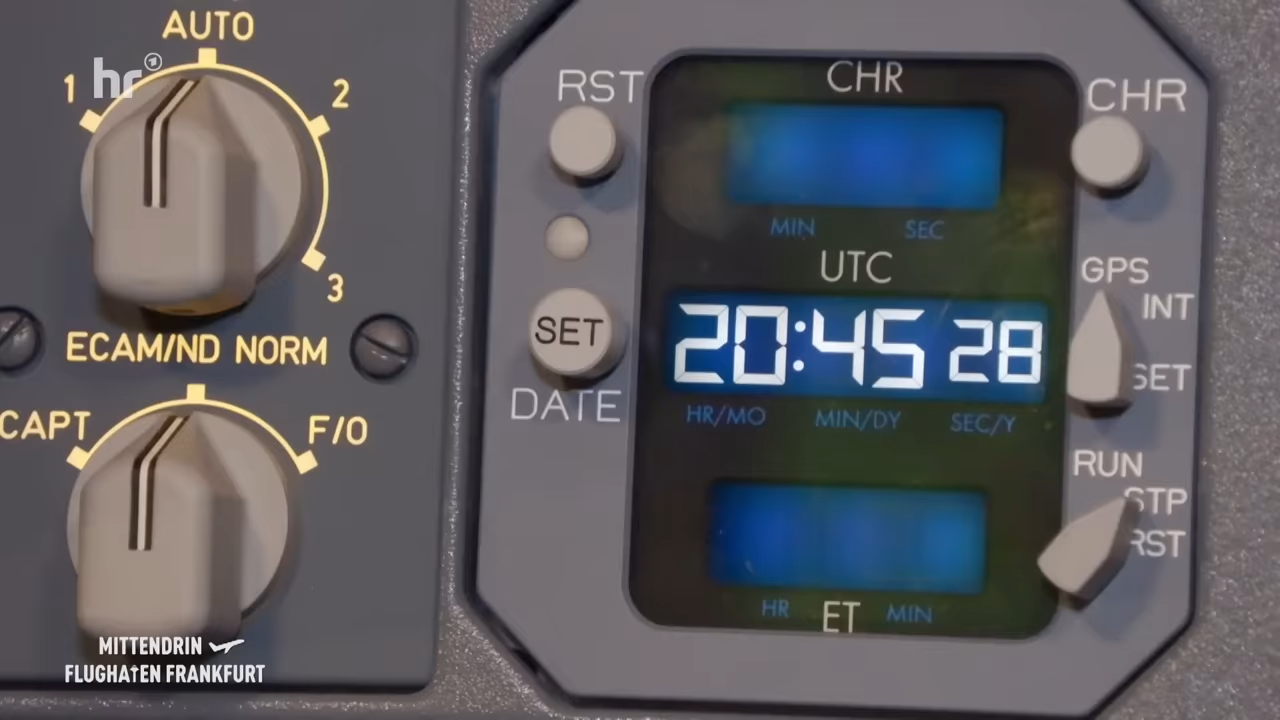 AUTO
hr
1
2
3
ECAM/ND NORM
CAPT
F/O
MITTENDRIN
FLUGHAFEN FRANKFURT
RST
CHR
CHR
MIN SEC
UTC
GPS
INT
SET
20:45 28
SET
HR/MO MIN/DY SEC/Y
DATE
RUN
STP
RST
HR ET MIN